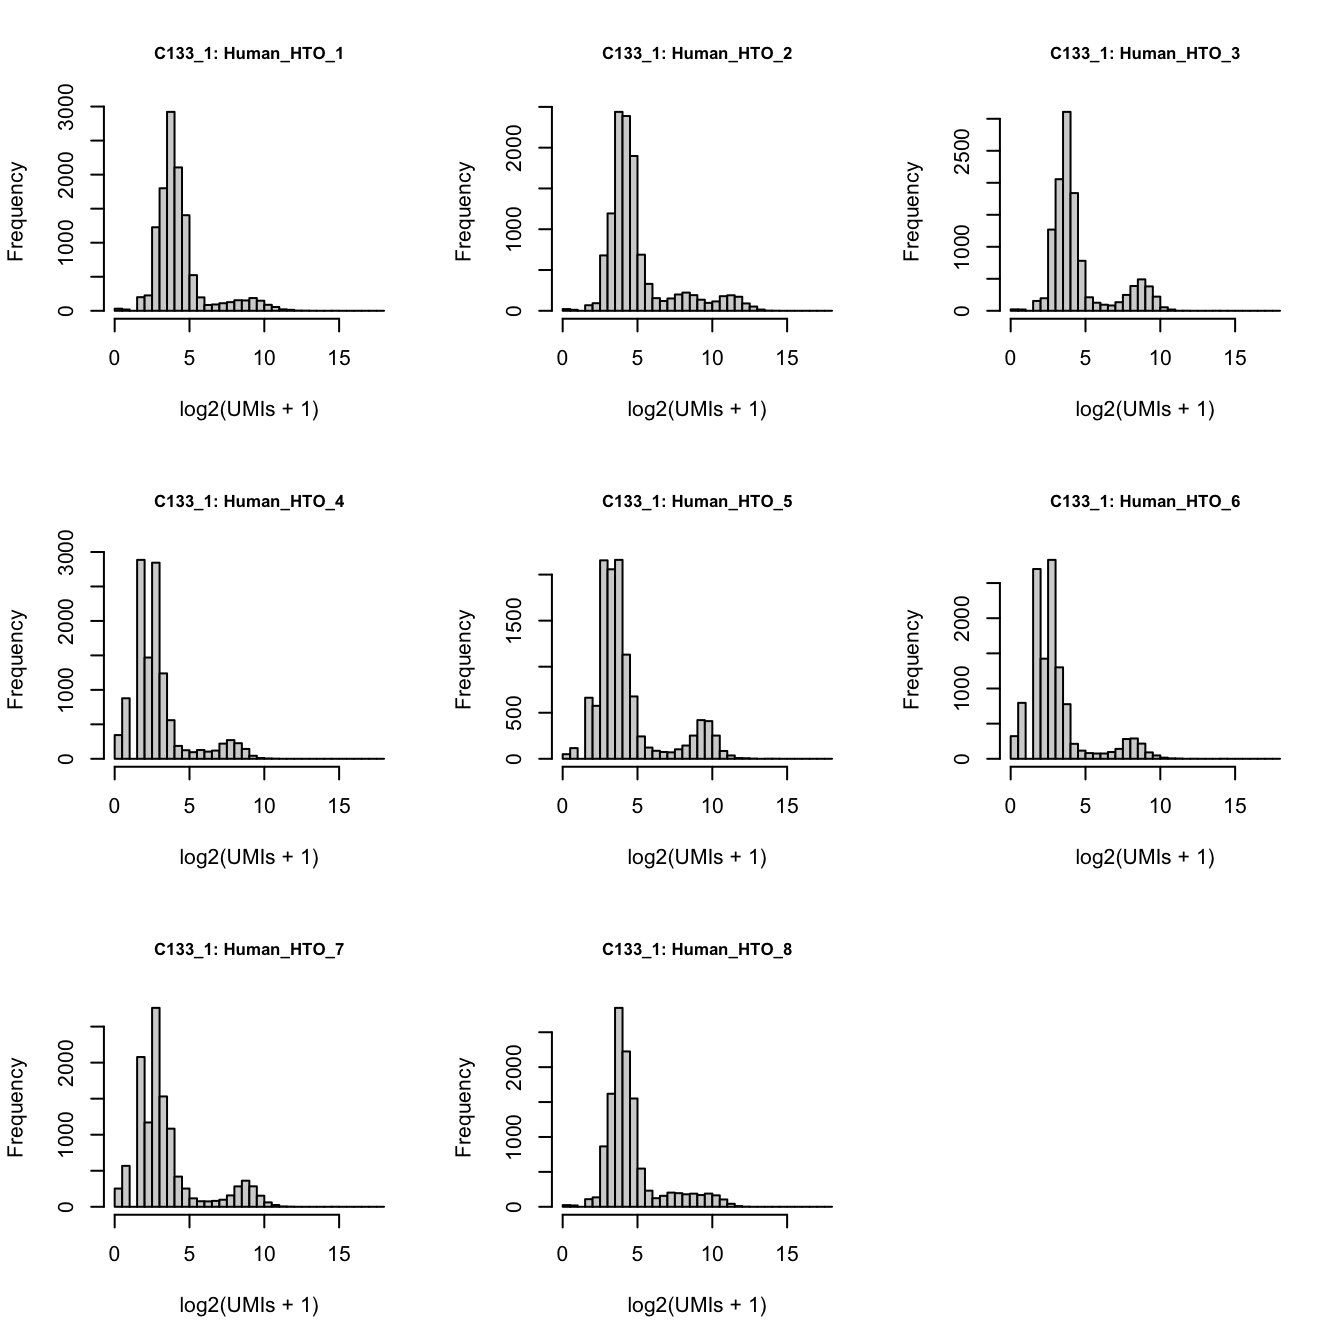 C133_1: Human_HTO_1
Frequency
0 1000 2000 3000
0 5 10 15
log2(UMIs + 1)
C133_1: Human_HTO_2
Frequency
0 1000 2000
0 5 10 15
log2(UMIs + 1)
C133_1: Human_HTO_3
Frequency
0 1000 2500
0 5 10 15
log2(UMIs + 1)
C133_1: Human_HTO_4
Frequency
0 1000 2000 3000
0 5 10 15
log2(UMIs + 1)
C133_1: Human_HTO_5
Frequency
0 500 1500
0 5 10 15
log2(UMIs + 1)
C133_1: Human_HTO_6
Frequency
0 1000 2000
0 5 10 15
log2(UMIs + 1)
C133_1: Human_HTO_7
Frequency
0 1000 2000
0 5 10 15
log2(UMIs + 1)
C133_1: Human_HTO_8
Frequency
0 1000 2000
0 5 10 15
log2(UMIs + 1)